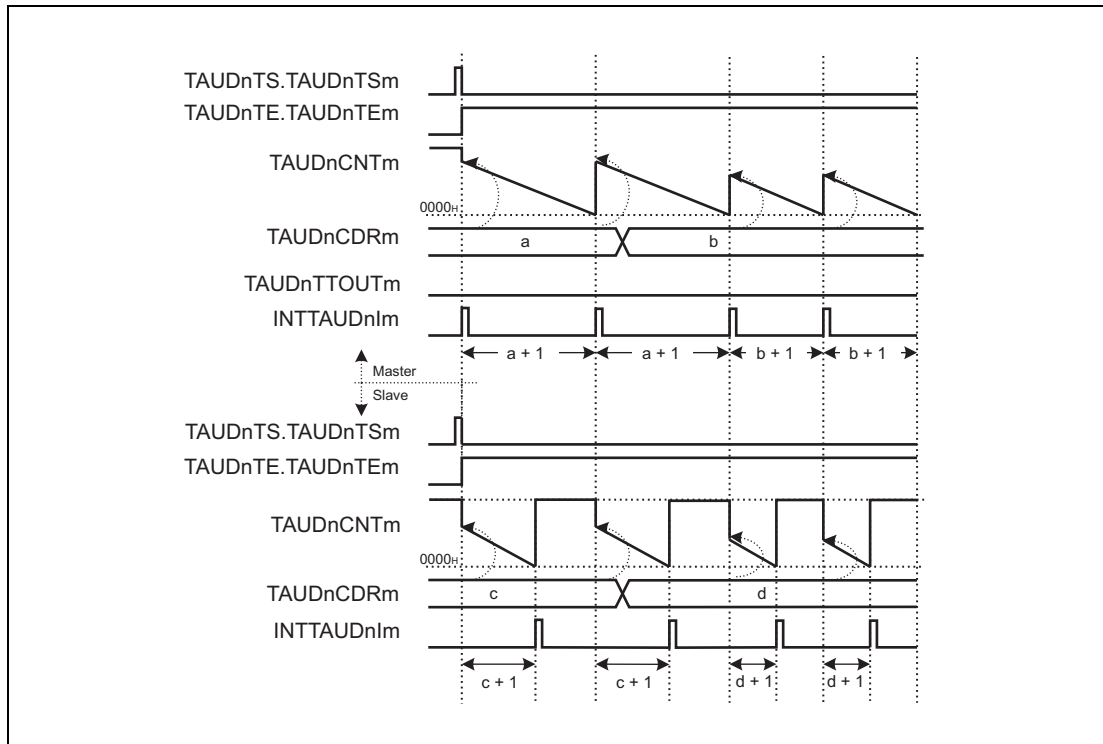 TAUDnTS.TAUDnTSm
TAUDnTE.TAUDnTEm
TAUDnCNTm
0000H
TAUDnCDRm
a
b
TAUDnTTOUTm
INTTAUDnIm
a + 1
a + 1
b + 1
b + 1
Master
Slave
TAUDnTS.TAUDnTSm
TAUDnTE.TAUDnTEm
TAUDnCNTm
0000H
TAUDnCDRm
c
d
INTTAUDnIm
c + 1
c + 1
d + 1
d + 1